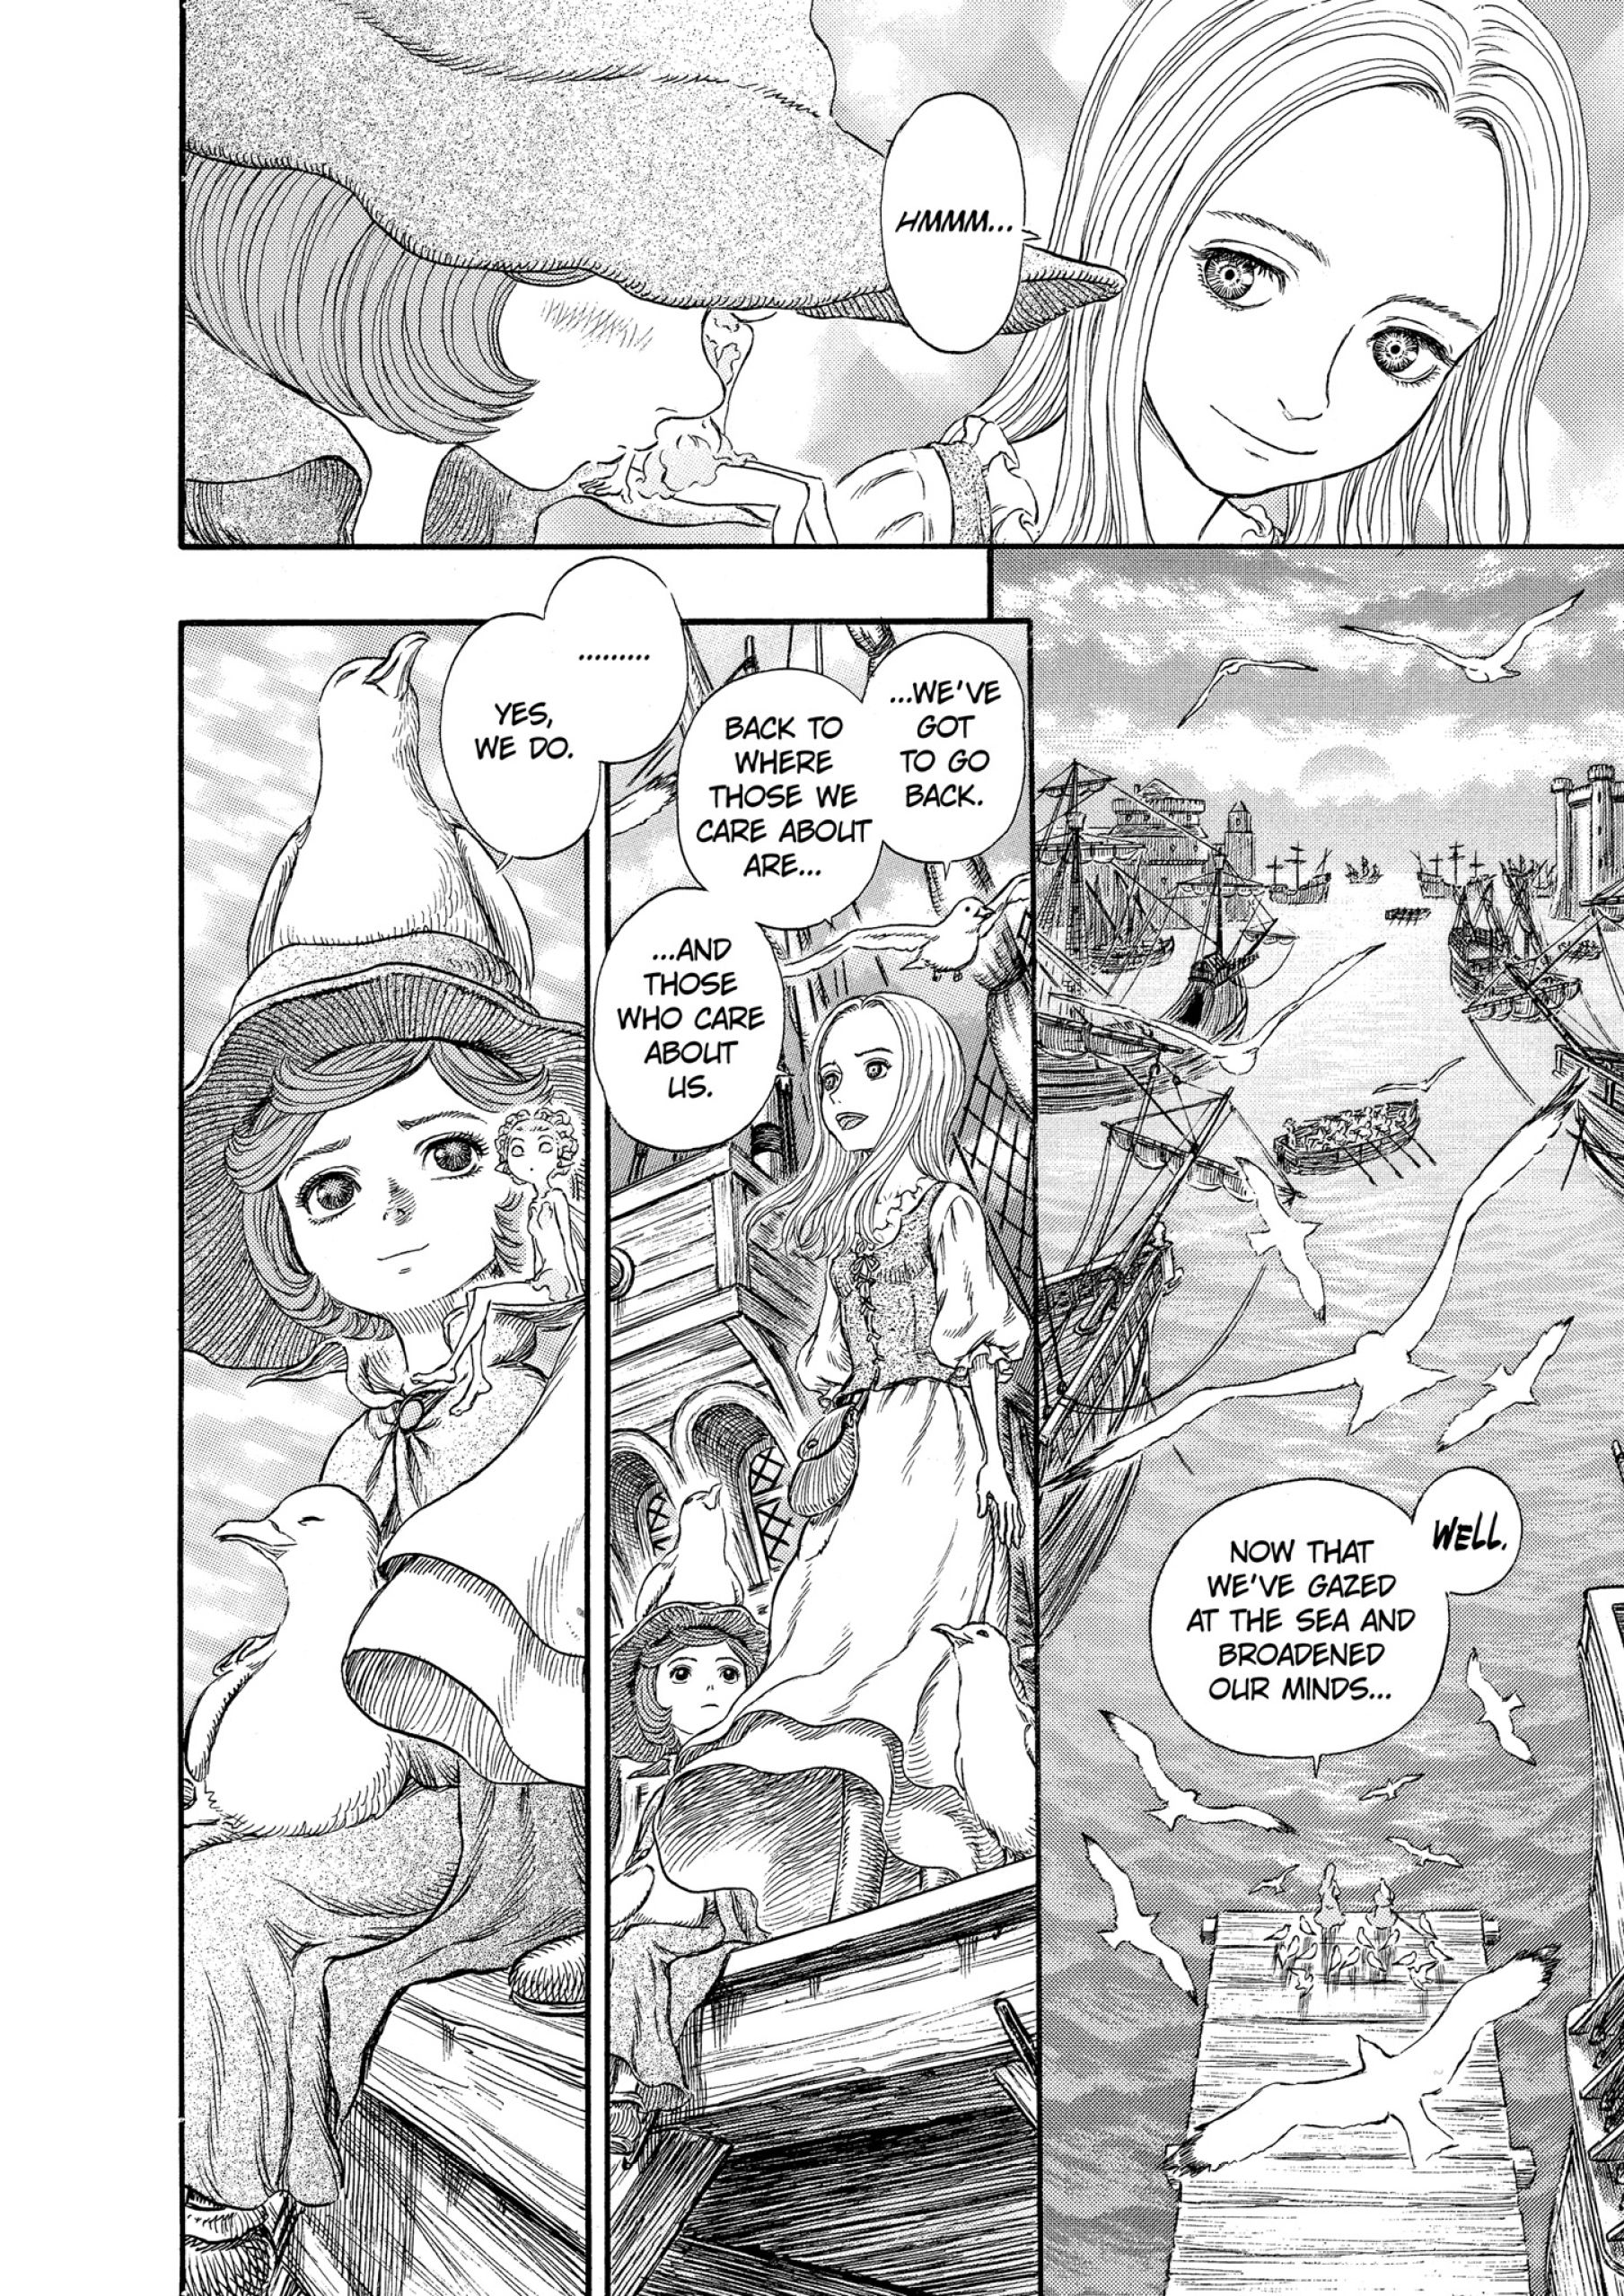 HMMM...
WELL.
NOW THAT
WE'VE GAZED
AT THE SEA AND
BROADENED
OUR MINDS...
...WE'VE
GOT
TO GO
BACK.
BACK TO
WHERE
THOSE WE
CARE ABOUT
ARE...
...AND
THOSE
WHO CARE
ABOUT
US.
.........
YES,
WE DO.